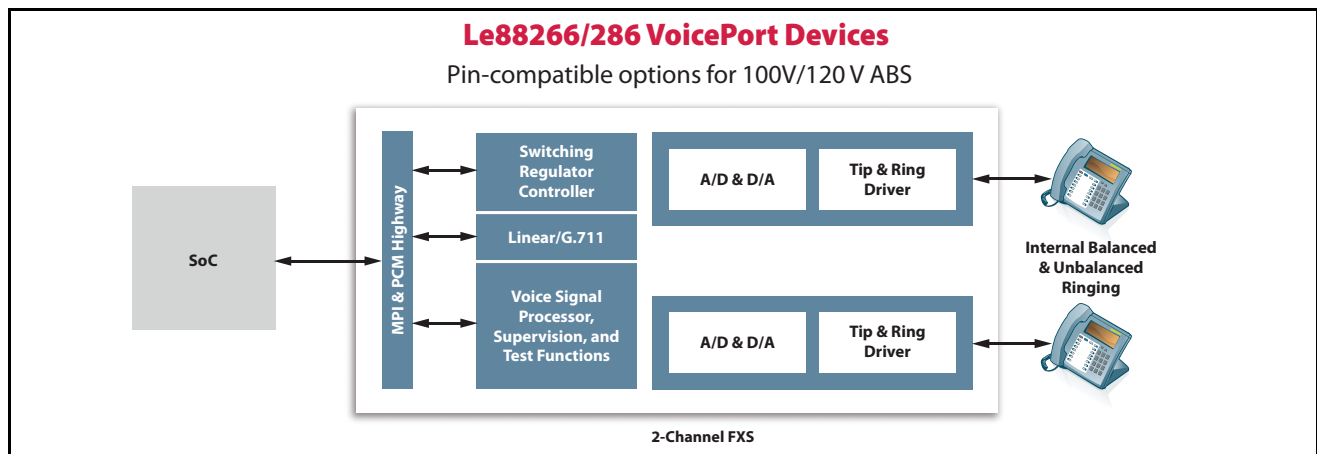 Le88266/286 VoicePort Devices
Pin-compatible options for 100V/120 V ABS
SoC
MPI & PCM Highway
Switching
Regulator
Controller
Linear/G.711
Voice Signal
Processor,
Supervision, and
Test Functions
A/D & D/A
Tip & Ring
Driver
A/D & D/A
Tip & Ring
Driver
Internal Balanced
& Unbalanced
Ringing
2-Channel FXS